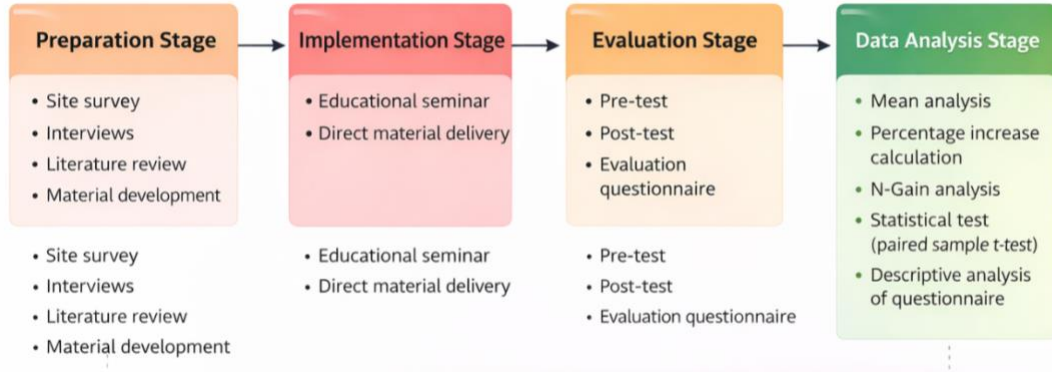 Preparation Stage
• Site survey
• Interviews
• Literature review
• Material development
Implementation Stage
• Educational seminar
• Direct material delivery
Evaluation Stage
• Pre-test
• Post-test
• Evaluation
questionnaire
Data Analysis Stage
• Mean analysis
• Percentage increase
calculation
• N-Gain analysis
• Statistical test
(paired sample t-test)
• Descriptive analysis
of questionnaire
• Site survey
• Interviews
• Literature review
• Material development
• Educational seminar
• Direct material delivery
• Pre-test
• Post-test
• Evaluation questionnaire